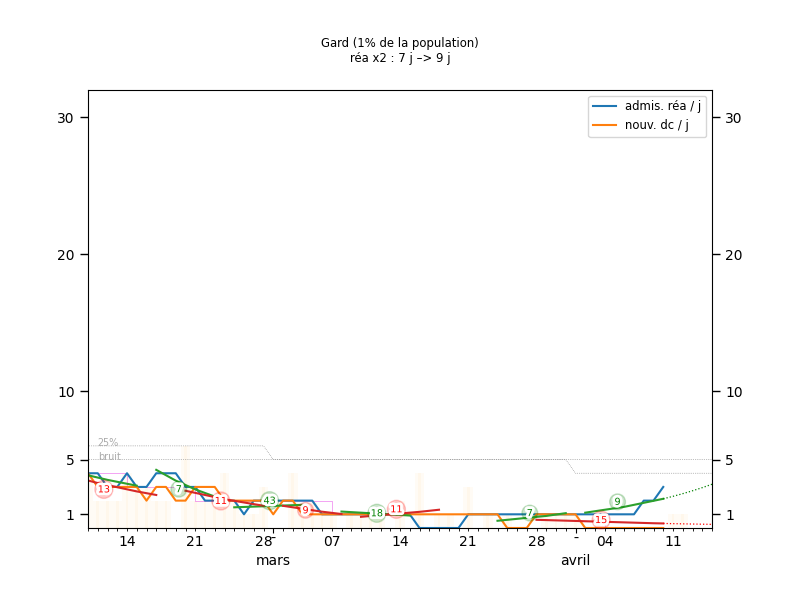 Gard (1% de la population)
réa x2 : 7 j –> 9 j
admis. réa / j
nouv. dc / j
30 30
20 20
10 10
25%
bruit
5 5
13 7 11 43 9 18 11 7 15 9
1 1
14 21 28 07 14 21 28 04 11
mars avril